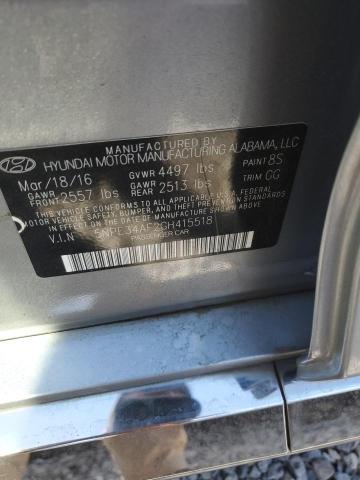 MANUFACTURED BY
HYUNDAI MOTOR MANUFACTURING ALABAMA, LLC
Mar/18/16 GVWR 4497 lbs PAINT 8S
GAWR FRONT 2557 lbs GAWR REAR 2513 lbs TRIM GG
THIS VEHICLE CONFORMS TO ALL APPLICABLE U.S.A. FEDERAL
MOTOR VEHICLE SAFETY, BUMPER, AND THEFT PREVENTION STANDARDS
IN EFFECT ON THE DATE OF MANUFACTURE SHOWN ABOVE.
V.I.N 5NPE34AF2GH415518
PASSENGER CAR